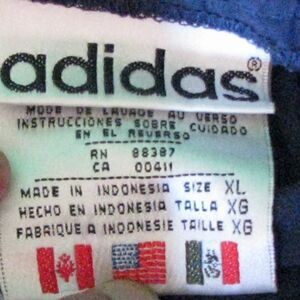 adidas®
MODE DE LAVAGE AU VERSO
INSTRUCCIONES SOBRE CUIDADO
EN EL REVERSO
RN 88387
CA 00411
MADE IN INDONESIA SIZE XL
HECHO EN INDONESIA TALLA XG
FABRIQUE A INDONESIE TAILLE XG